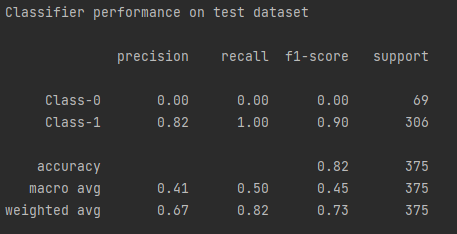 Classifier performance on test dataset
precision recall f1-score support
Class-0 0.00 0.00 0.00 69
Class-1 0.82 1.00 0.90 306
accuracy 0.82 375
macro avg 0.41 0.50 0.45 375
weighted avg 0.67 0.82 0.73 375